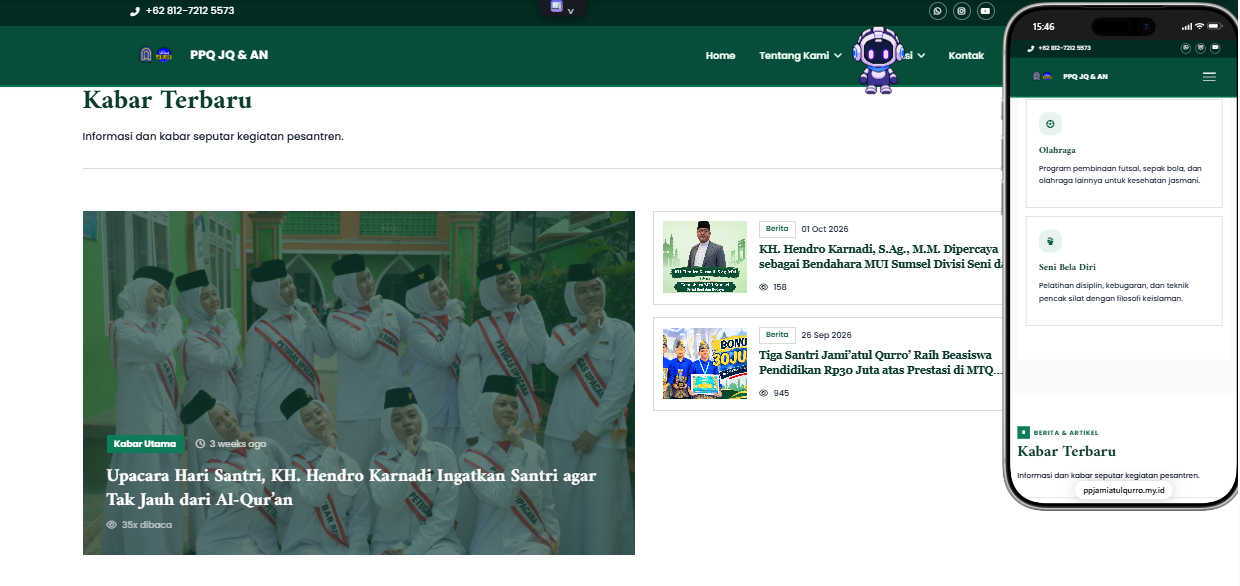 +62 812-7212 5573
PPQ JQ & AN
Home
Tentang Kami
si
Kontak
Kabar Terbaru
Informasi dan kabar seputar kegiatan pesantren.
PETUGAS UPACARA
Kabar Utama
3 weeks ago
Upacara Hari Santri, KH. Hendro Karnadi Ingatkan Santri agar
Tak Jauh dari Al-Qur’an
35x dibaca
Berita
01 Oct 2026
KH. Hendro Karnadi, S.Ag., M.M. Dipercaya
sebagai Bendahara MUI Sumsel Divisi Seni da
158
BONU
30JU
Berita
26 Sep 2026
Tiga Santri Jami’atul Qurro’ Raih Beasiswa
Pendidikan Rp30 Juta atas Prestasi di MTQ...
945
15:46
+62 812-7212 5573
PPQ JQ & AN
Olahraga
Program pembinaan futsal, sepak bola, dan
olahraga lainnya untuk kesehatan jasmani.
Seni Bela Diri
Pelatihan disiplin, kebugaran, dan teknik
pencak silat dengan filosofi keislaman.
BERITA & ARTIKEL
Kabar Terbaru
Informasi dan kabar seputar kegiatan pesantren.
ppjamiatulqurro.my.id